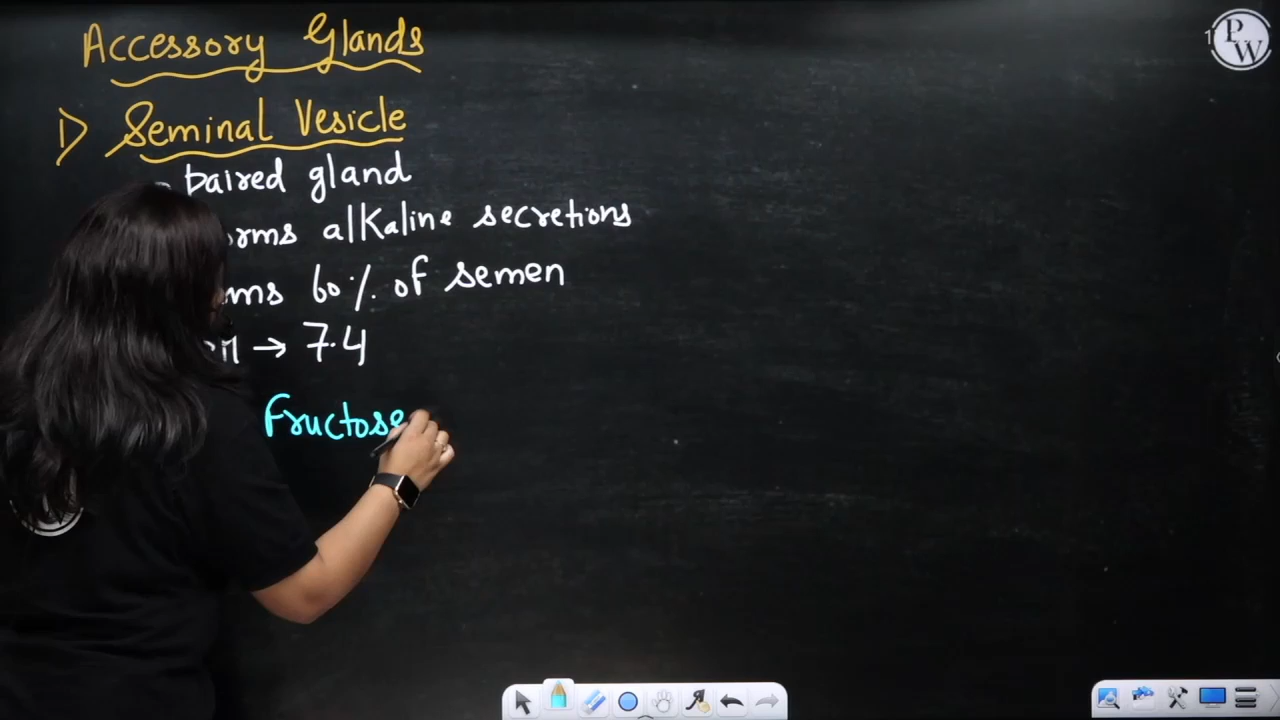 Accessory Glands
1) Seminal Vesicle
- paired gland
alkaline secretions
60% of semen
→ 7.4
Fructose
PW